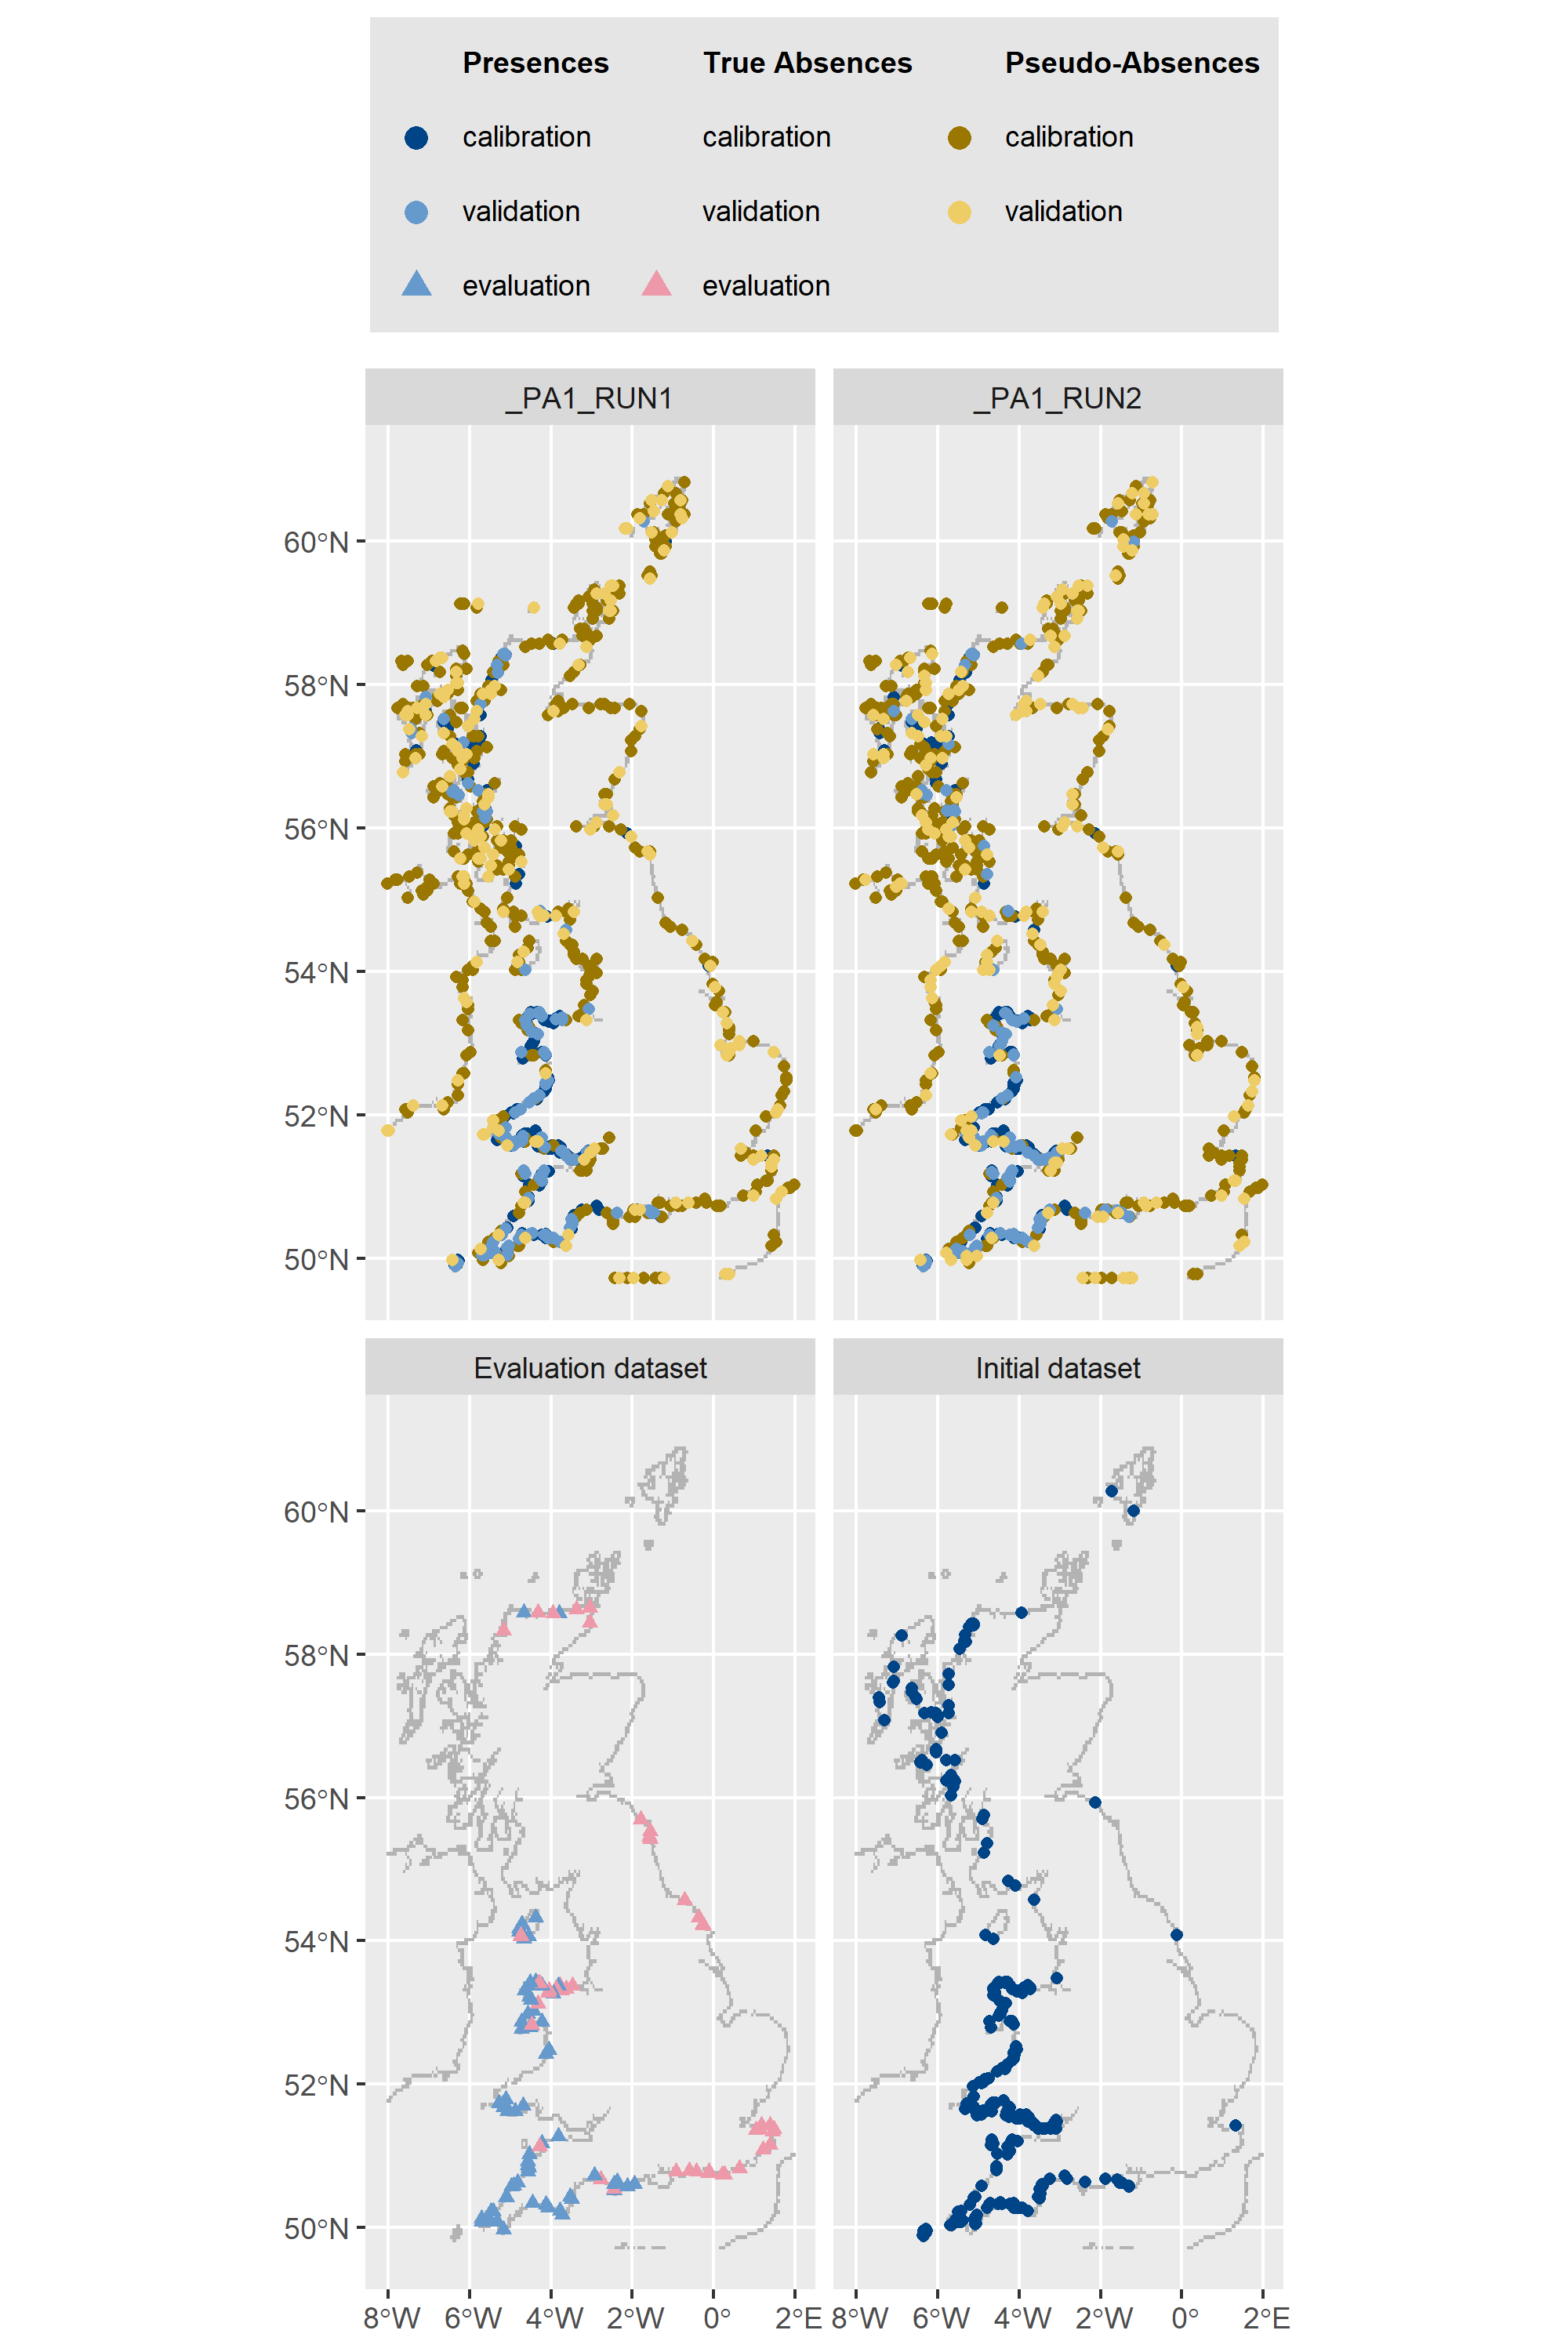 Presences True Absences Pseudo-Absences
calibration calibration calibration
validation validation validation
evaluation evaluation
_PA1_RUN1 _PA1_RUN2
60°N
58°N
56°N
54°N
52°N
50°N
Evaluation dataset Initial dataset
60°N
58°N
56°N
54°N
52°N
50°N
8°W 6°W 4°W 2°W 0° 2°E 8°W 6°W 4°W 2°W 0° 2°E